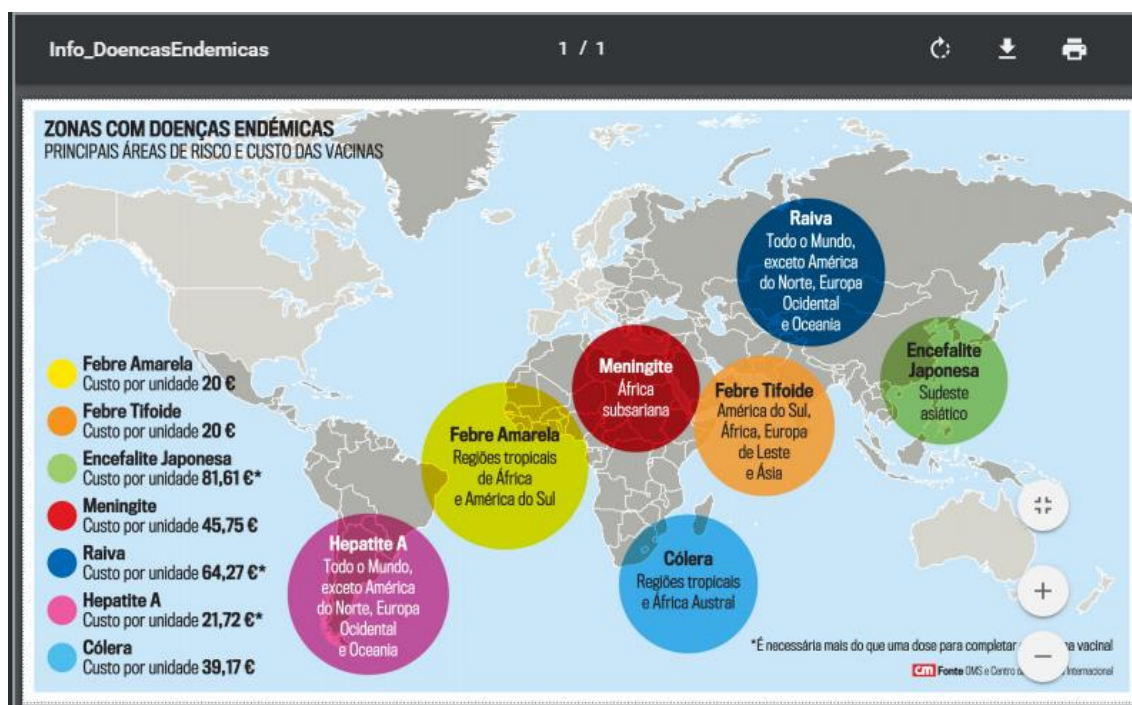 Info_DoencasEndemicas
1 / 1
ZONAS COM DOENÇAS ENDÉMICAS
PRINCIPAIS ÁREAS DE RISCO E CUSTO DAS VACINAS
Raiva
Todo o Mundo,
exceto América
do Norte, Europa
Ocidental
e Oceania
Encefalite
Japonesa
Sudeste
asiático
Meningite
África
subsariana
Febre Tifoide
América do Sul,
África, Europa
de Leste
e Ásia
Febre Amarela
Regiões tropicais
de África
e América do Sul
Hepatite A
Todo o Mundo,
exceto América
do Norte, Europa
Ocidental
e Oceania
Cólera
Regiões tropicais
e África Austral
Febre Amarela
Custo por unidade 20 €
Febre Tifoide
Custo por unidade 20 €
Encefalite Japonesa
Custo por unidade 81,61 €*
Meningite
Custo por unidade 45,75 €
Raiva
Custo por unidade 64,27 €*
Hepatite A
Custo por unidade 21,72 €*
Cólera
Custo por unidade 39,17 €
*É necessária mais do que uma dose para completar vacinal
cm Fonte OMS e Centro Internacional